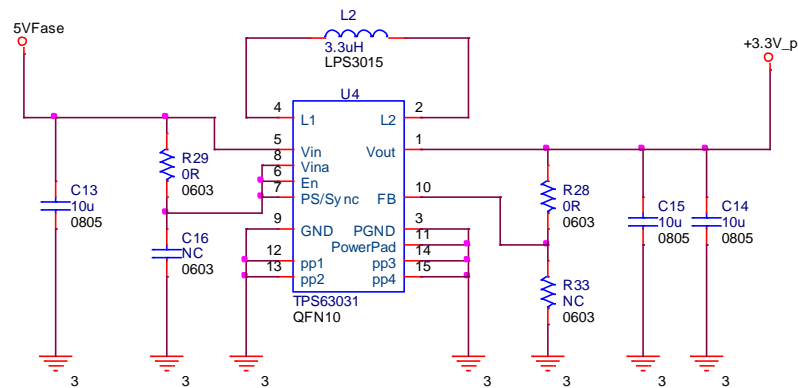 5VFase
L2
3.3uH
LPS3015
+3.3V_p
U4
4
L1
L2
2
5
Vin
Vout
1
8
Vina
6
En
7
PS/Sync
FB
10
9
GND
PGND
3
PowerPad
11
12
pp1
pp3
14
13
pp2
pp4
15
TPS63031
QFN10
C13
10u
0805
R29
0R
0603
C16
NC
0603
R28
0R
0603
R33
NC
0603
C15
10u
0805
C14
10u
0805
3
3
3
3
3
3
3